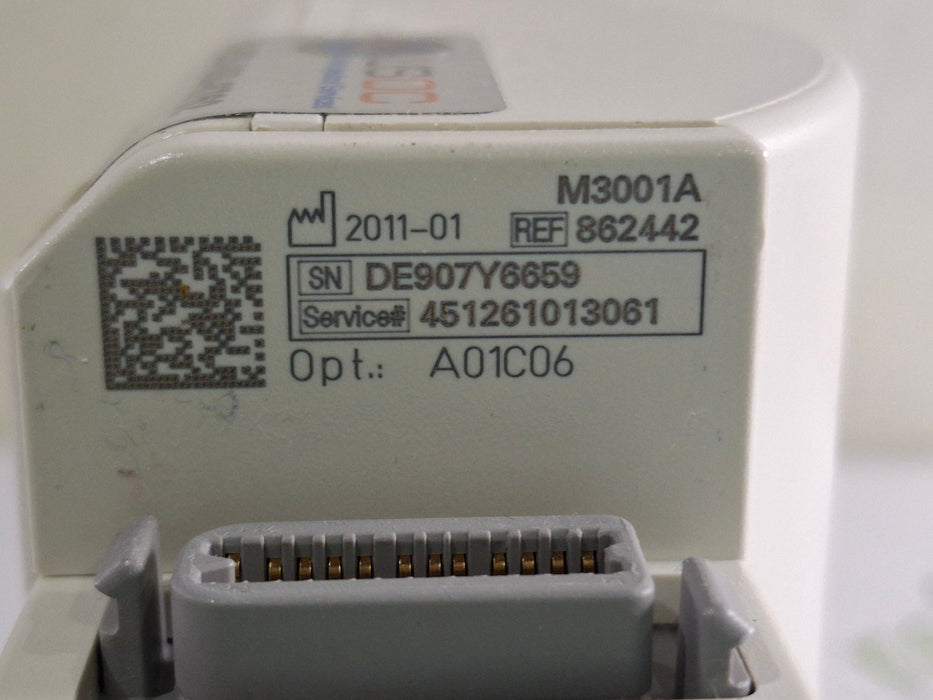 M3001A
2011-01 REF 862442
SN DE907Y6659
Service# 451261013061
Opt.: A01C06